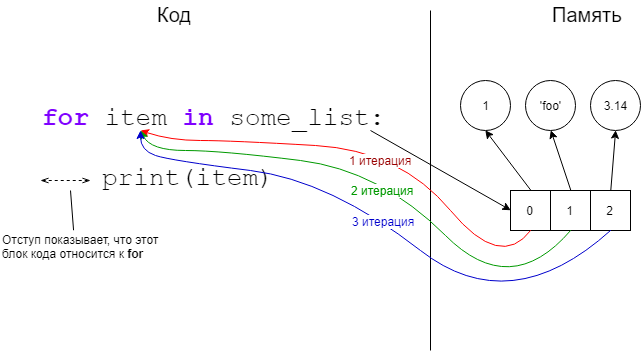 Код
Память
1
'foo'
3.14
for item in some_list:
1 итерация
print(item)
2 итерация
0
1
2
3 итерация
Отступ показывает, что этот
блок кода относится к for